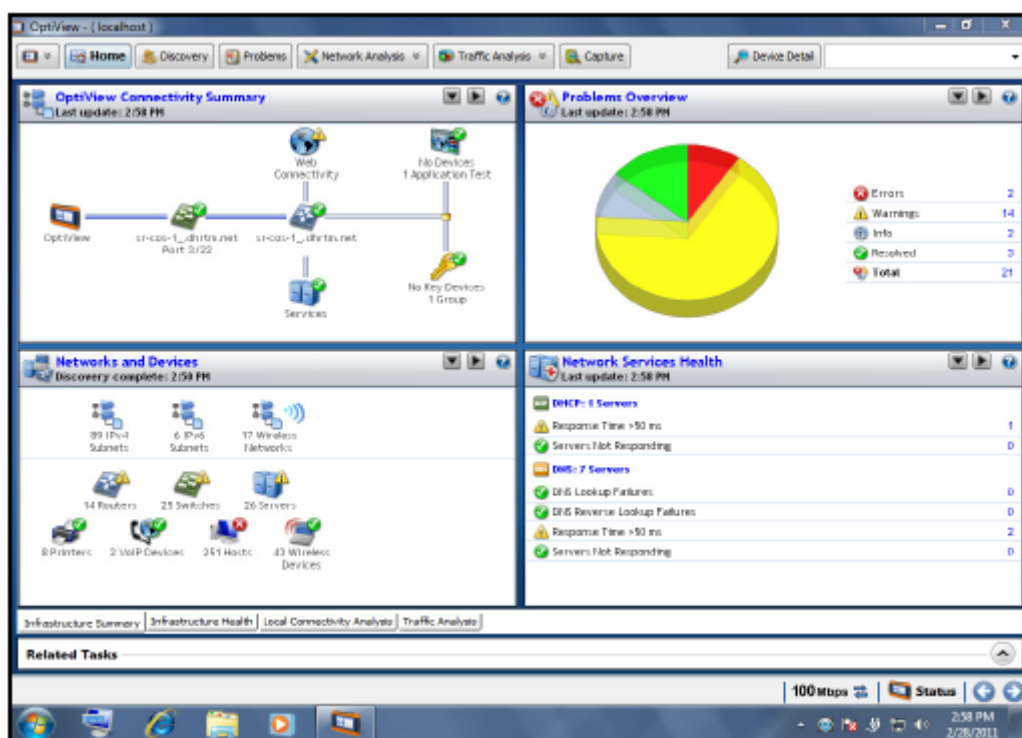 OptiView - ( localhost )
Home Discovery Problems Network Analysis Traffic Analysis Capture Device Detail
OptiView Connectivity Summary
Last update: 2:58 PM
Web
Connectivity
No Devices
1 Application Test
OptiView
Port 3/22
Services
No Key Devices
1 Group
Problems Overview
Last update: 2:58 PM
Errors 2
Warnings 14
Info 2
Resolved 3
Total 21
Networks and Devices
Discovery complete: 2:50 PM
89 IPv4
Subnets
6 IPv6
Subnets
17 Wireless
Networks
14 Routers
25 Switches
26 Servers
8 Printers
2 VoIP Devices
251 Hosts
43 Wireless
Devices
Network Services Health
Last update: 2:58 PM
DHCP: 1 Servers
Response Time >50 ms 1
Servers Not Responding 0
DNS: 7 Servers
DNS Lookup Failures 0
DNS Reverse Lookup Failures 0
Response Time >50 ms 2
Servers Not Responding 0
Infrastructure Summary Infrastructure Health Local Connectivity Analysis Traffic Analysis
Related Tasks
100 Mbps Status
2:58 PM
2/28/2011